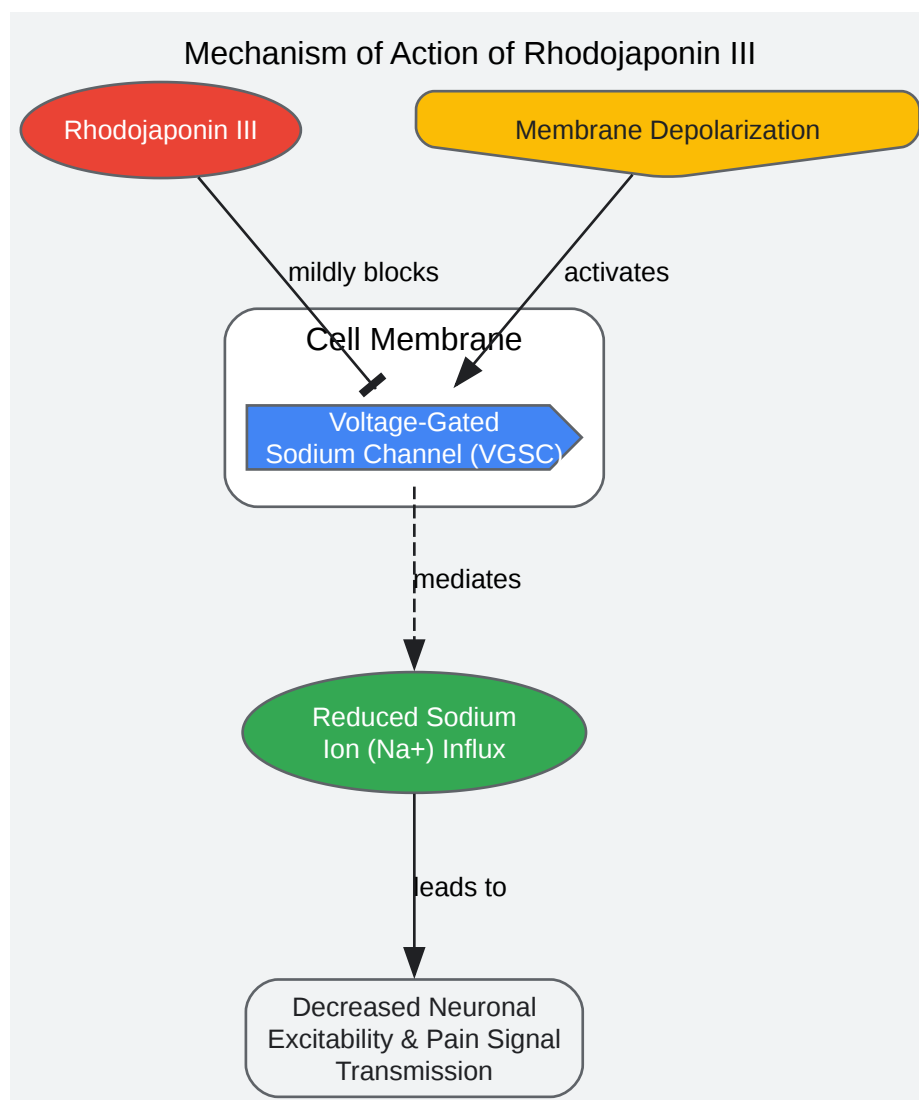 Mechanism of Action of Rhodojaponin III
Rhodojaponin III
Membrane Depolarization
mildly blocks
activates
Cell Membrane
Voltage-Gated
Sodium Channel (VGSC)
mediates
Reduced Sodium
Ion (Na+) Influx
leads to
Decreased Neuronal
Excitability & Pain Signal
Transmission